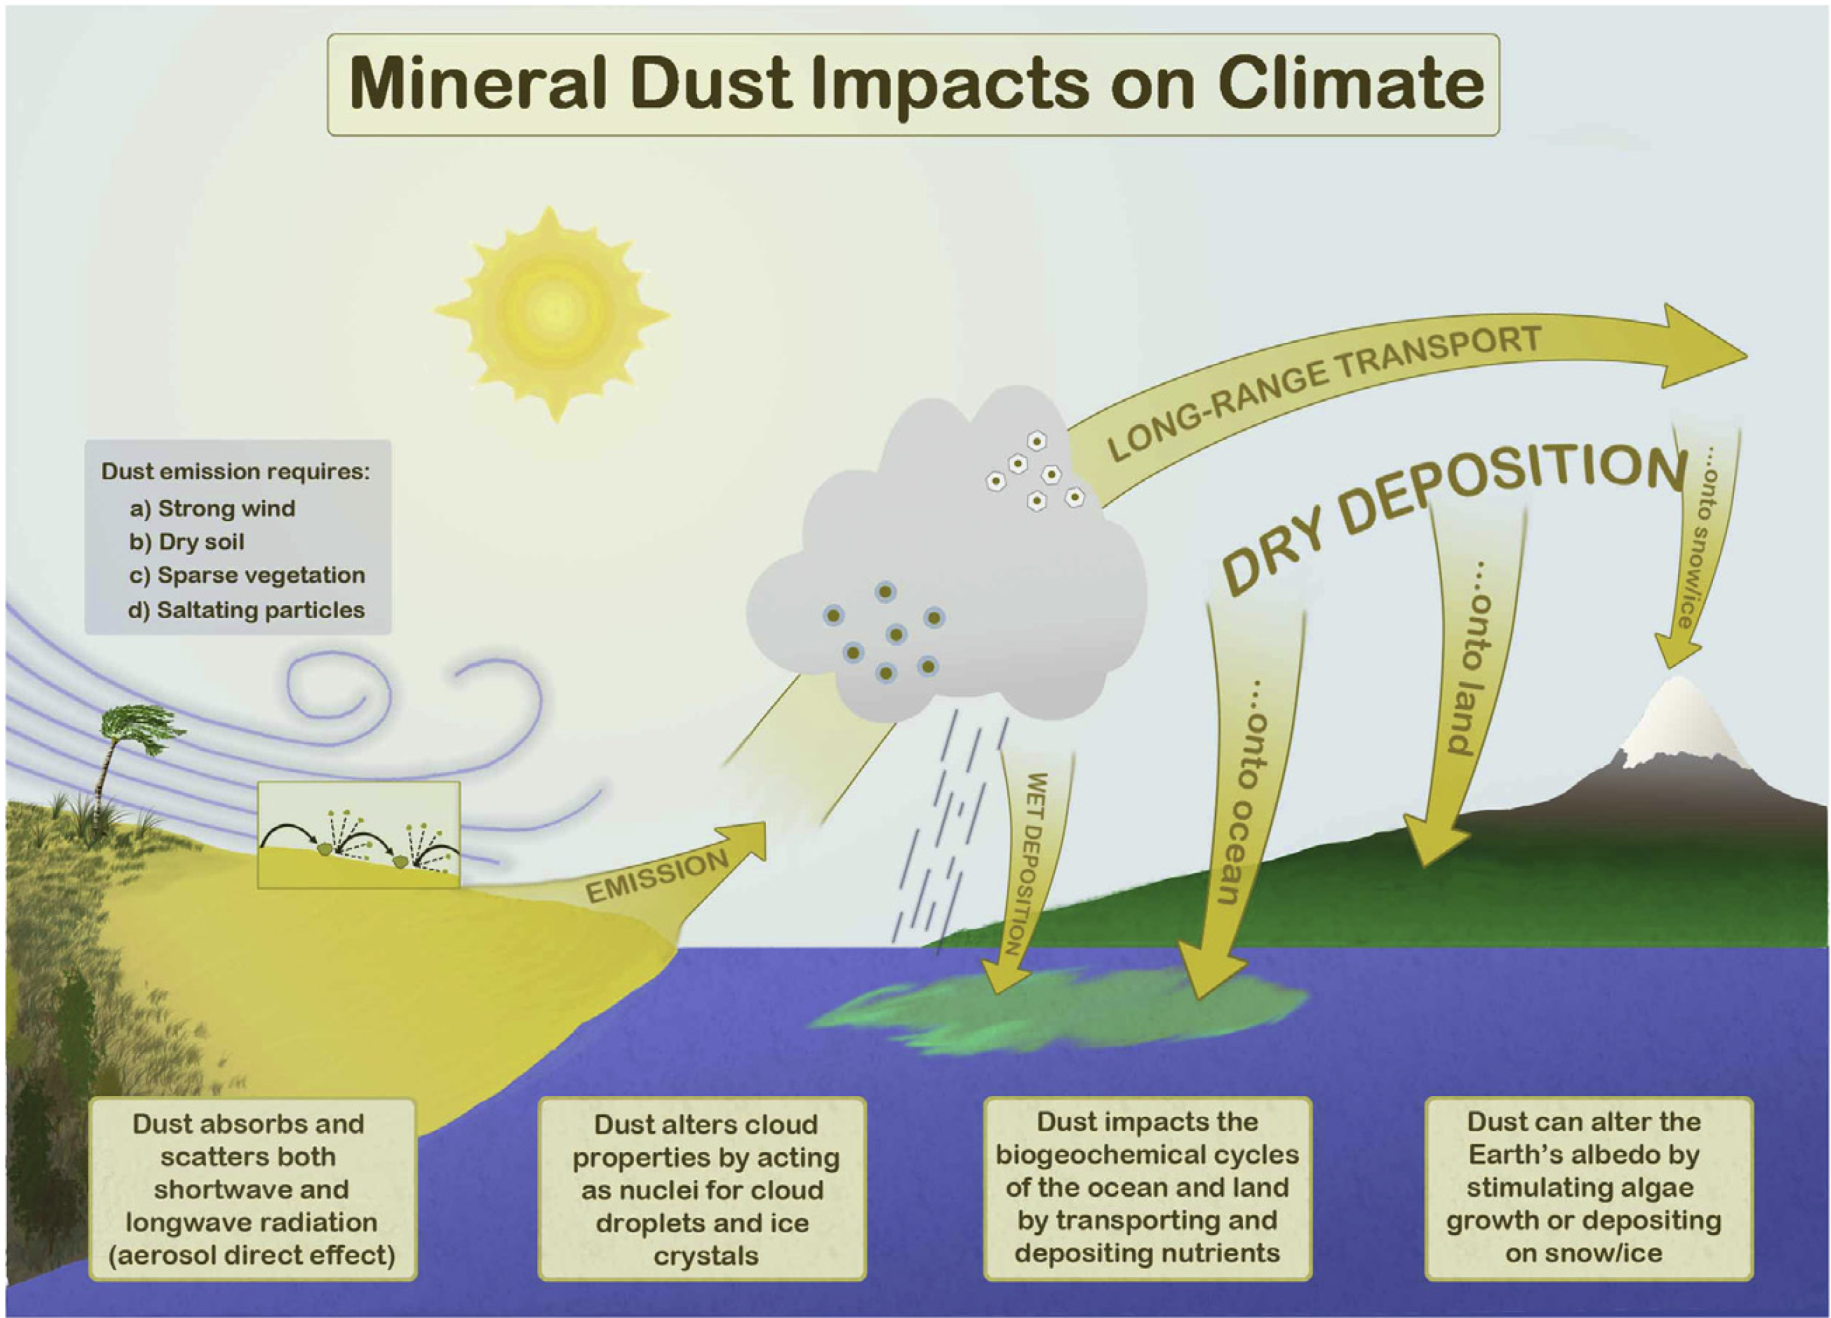 Mineral Dust Impacts on Climate
Dust emission requires:
a) Strong wind
b) Dry soil
c) Sparse vegetation
d) Saltating particles
LONG-RANGE TRANSPORT
DRY DEPOSITION
...onto snow/ice
...onto land
...onto ocean
WET DEPOSITION
EMISSION
Dust absorbs and
scatters both
shortwave and
longwave radiation
(aerosol direct effect)
Dust alters cloud
properties by acting
as nuclei for cloud
droplets and ice
crystals
Dust impacts the
biogeochemical cycles
of the ocean and land
by transporting and
depositing nutrients
Dust can alter the
Earth's albedo by
stimulating algae
growth or depositing
on snow/ice